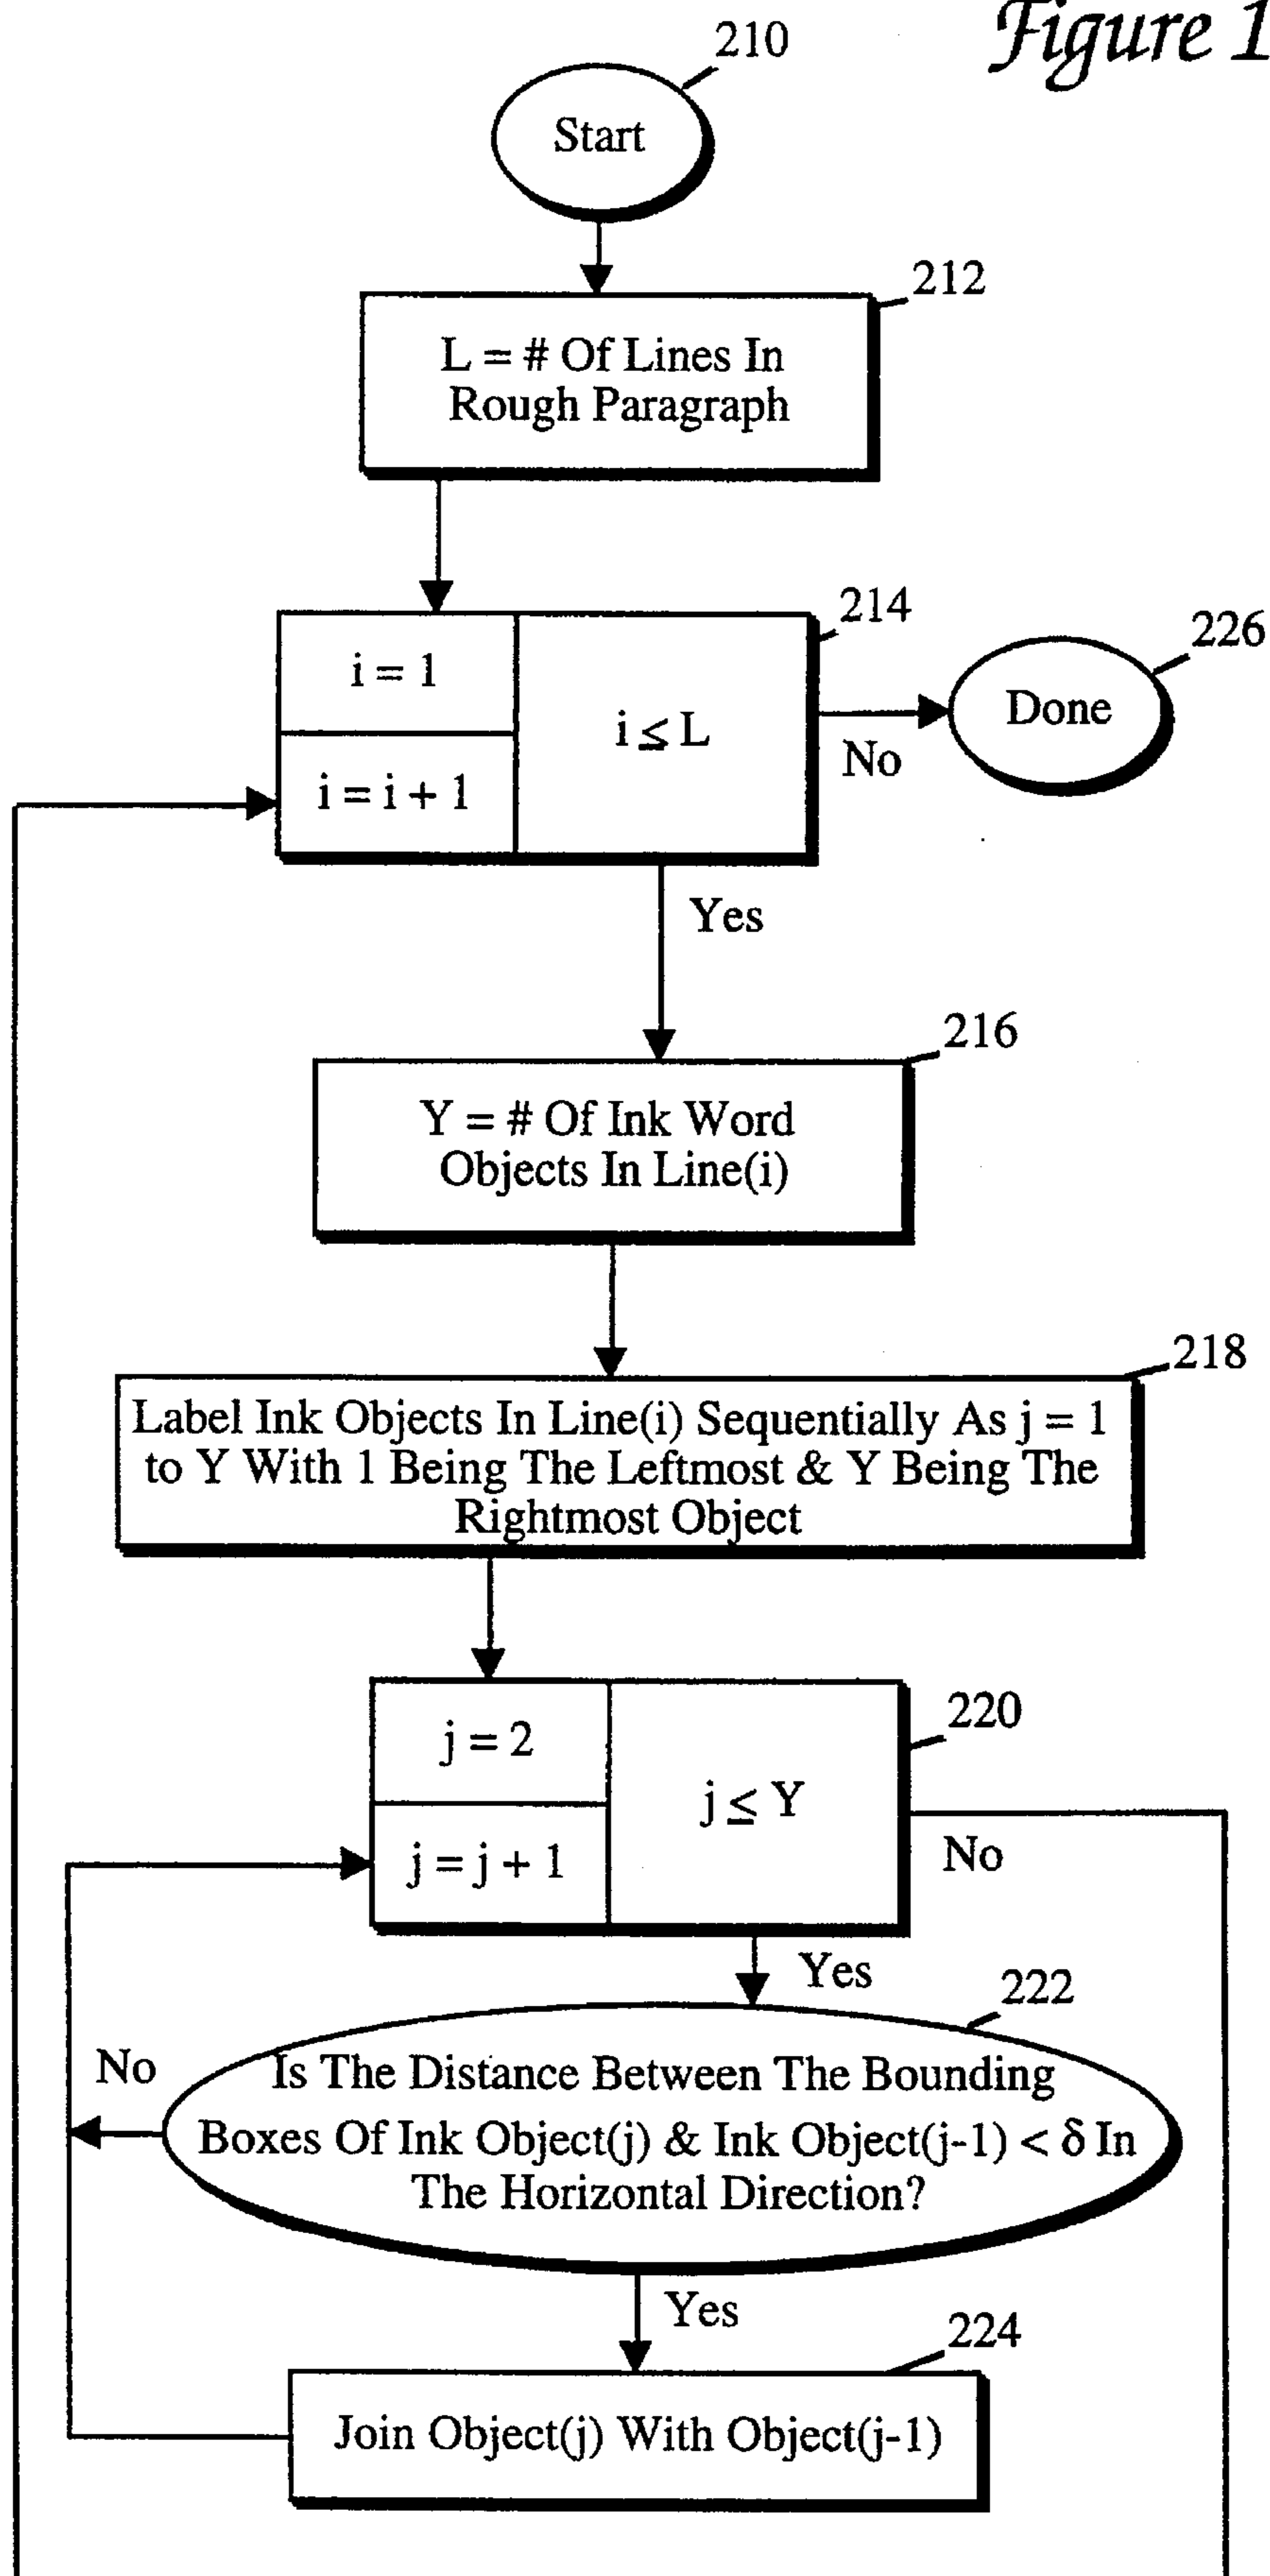 Figure 1
210
Start
212
L = # Of Lines In
Rough Paragraph
214
i = 1
i ≤ L
i = i + 1
No
226
Done
Yes
216
Y = # Of Ink Word
Objects In Line(i)
218
Label Ink Objects In Line(i) Sequentially As j = 1
to Y With 1 Being The Leftmost & Y Being The
Rightmost Object
220
j = 2
j ≤ Y
j = j + 1
No
Yes
222
No
Is The Distance Between The Bounding
Boxes Of Ink Object(j) & Ink Object(j-1) < δ In
The Horizontal Direction?
Yes
224
Join Object(j) With Object(j-1)